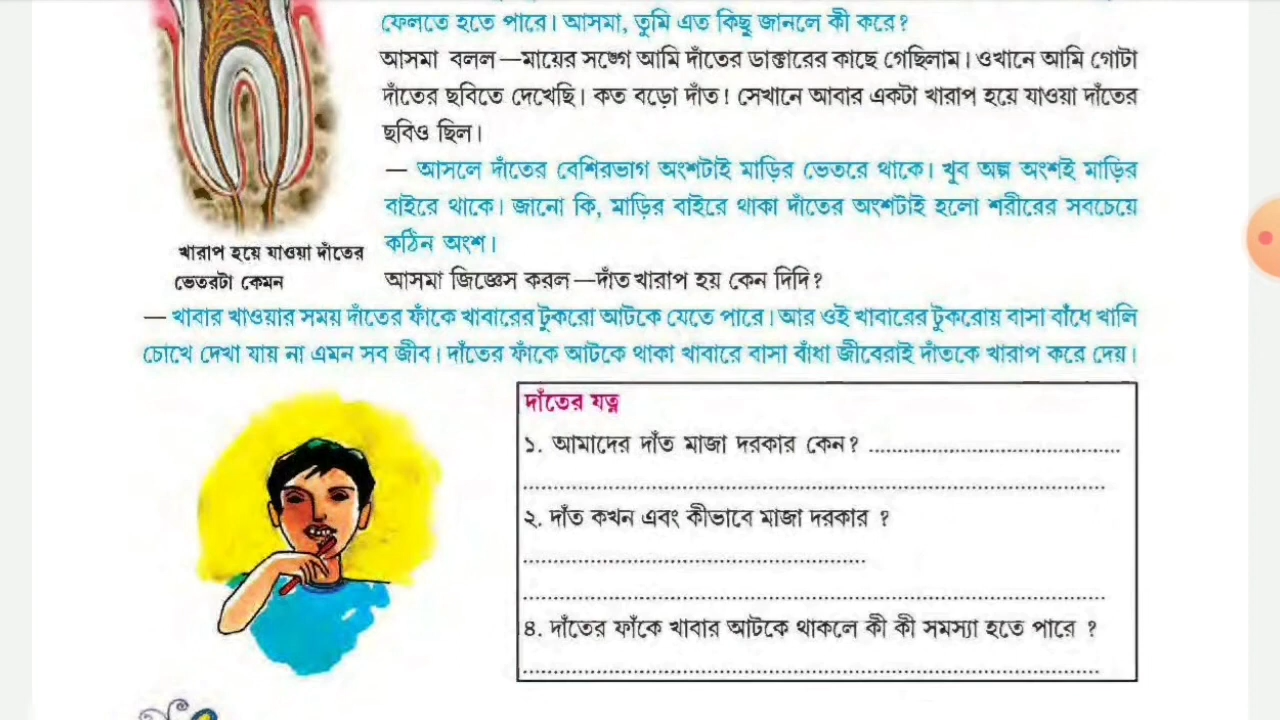 ফেলতে হতে পারে। আসমা, তুমি এত কিছু জানলে কী করে?
আসমা বলল—মায়ের সঙ্গে আমি দাঁতের ডাক্তারের কাছে গেছিলাম। ওখানে আমি গোটা
দাঁতের ছবিতে দেখেছি। কত বড়ো দাঁত! সেখানে আবার একটা খারাপ হয়ে যাওয়া দাঁতের
ছবিও ছিল।
— আসলে দাঁতের বেশিরভাগ অংশটাই মাড়ির ভেতরে থাকে। খুব অল্প অংশই মাড়ির
বাইরে থাকে। জানো কি, মাড়ির বাইরে থাকা দাঁতের অংশটাই হলো শরীরের সবচেয়ে
কঠিন অংশ।
খারাপ হয়ে যাওয়া দাঁতের
ভেতরটা কেমন
আসমা জিজ্ঞেস করল—দাঁত খারাপ হয় কেন দিদি?
— খাবার খাওয়ার সময় দাঁতের ফাঁকে খাবারের টুকরো আটকে যেতে পারে। আর ওই খাবারের টুকরোয় বাসা বাঁধে খালি
চোখে দেখা যায় না এমন সব জীব। দাঁতের ফাঁকে আটকে থাকা খাবারে বাসা বাঁধা জীবেরাই দাঁতকে খারাপ করে দেয়।
দাঁতের যত্ন
১. আমাদের দাঁত মাজা দরকার কেন? ........................................
২. দাঁত কখন এবং কীভাবে মাজা দরকার ?
৪. দাঁতের ফাঁকে খাবার আটকে থাকলে কী কী সমস্যা হতে পারে ?